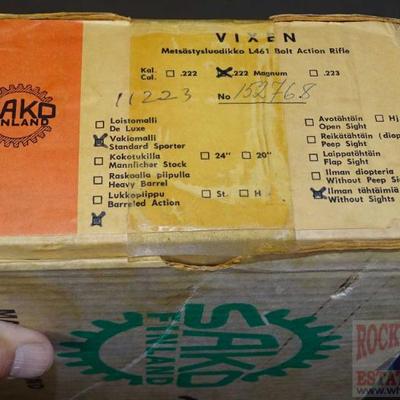 VIXEN
Metsästysluodikko L461 Bolt Action Rifle
Kal. Cal. .222 .222 Magnum .223
11223 No 152768
SAKO
FINLAND
Loistomalli
De Luxe
Vakiomalli
Standard Sporter
Kokotukilla
Mannlicher Stock
24" 20"
Raskaalla piipulla
Heavy Barrel
Lukkopiippu
Barreled Action
St. H
Avotähtäin
Open Sight
Reikätähtäin (diop
Peep Sight
Laippatähtäin
Flap Sight
Ilman diopteria
Without Peep Si
Ilman tähtäimiä
Without Sights
Hj
SAKO
FINLAND
ROCK
ESTA